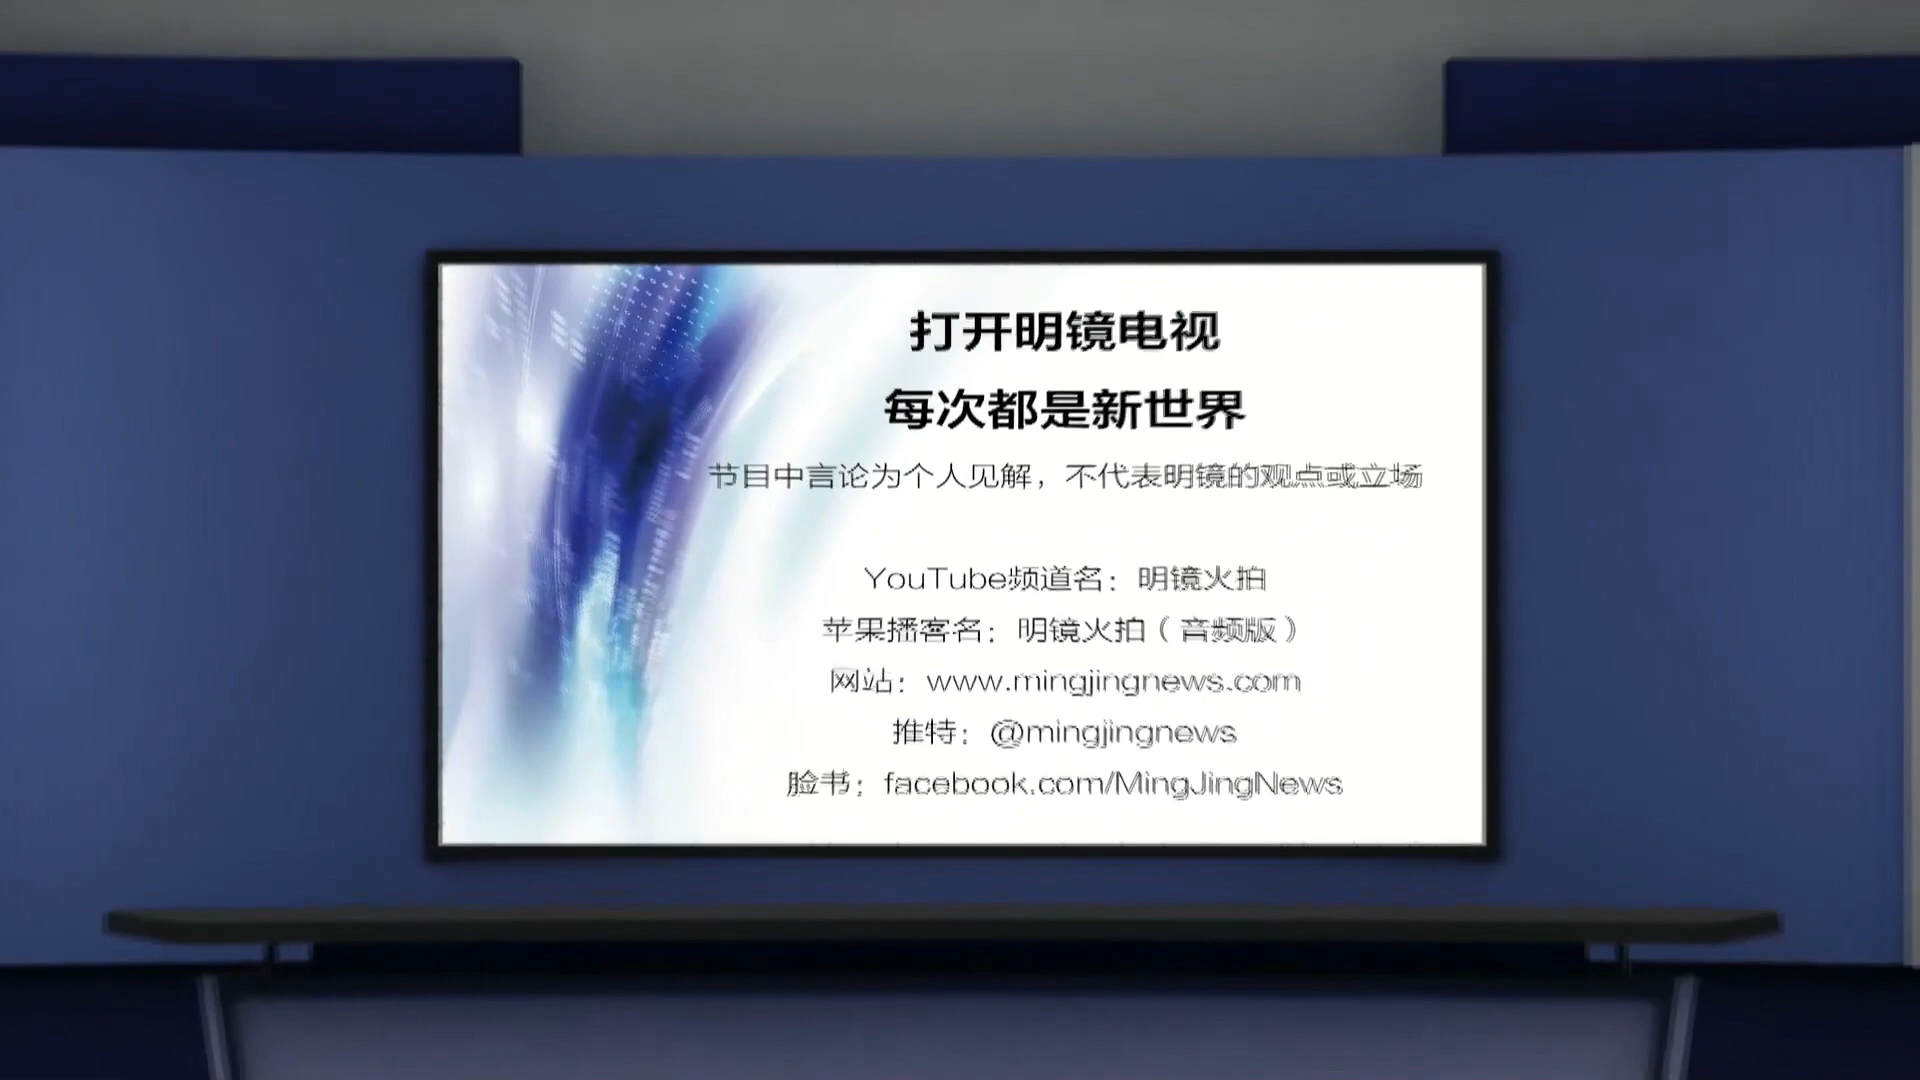 打开明镜电视
每次都是新世界
节目中言论为个人见解，不代表明镜的观点或立场
YouTube频道名：明镜火拍
苹果播客名：明镜火拍（音频版）
网站：www.mingjingnews.com
推特：@mingjingnews
脸书：facebook.com/MingJingNews